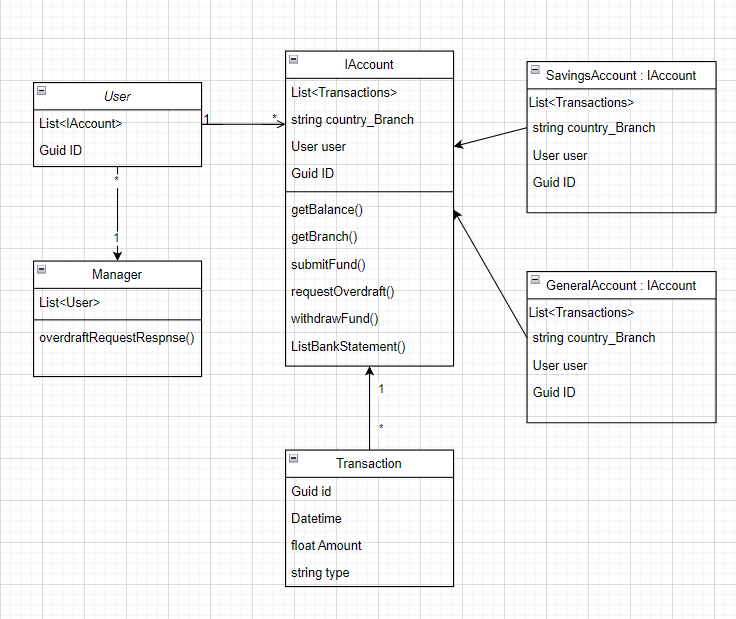 User
List<IAccount>
Guid ID
1
*
*
1
Manager
List<User>
overdraftRequestRespnse()
IAccount
List<Transactions>
string country_Branch
User user
Guid ID
getBalance()
getBranch()
submitFund()
requestOverdraft()
withdrawFund()
ListBankStatement()
1
*
Transaction
Guid id
Datetime
float Amount
string type
SavingsAccount : IAccount
List<Transactions>
string country_Branch
User user
Guid ID
GeneralAccount : IAccount
List<Transactions>
string country_Branch
User user
Guid ID